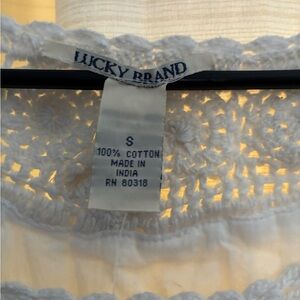 LUCKY BRAND
S
100% COTTON
MADE IN
INDIA
RN 80318